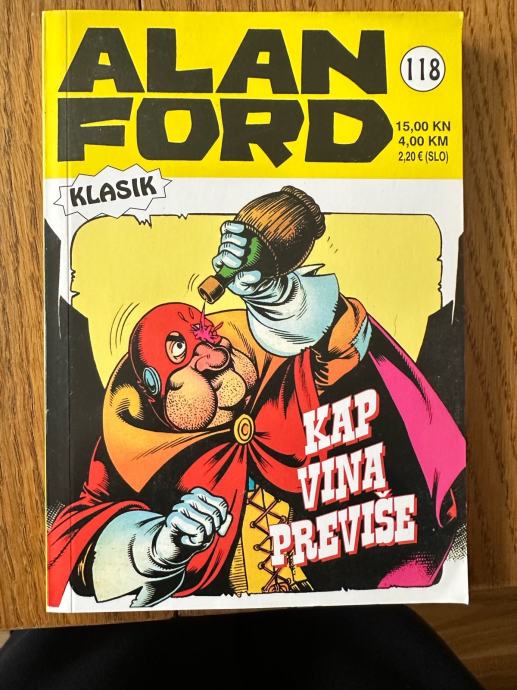 ALAN
FORD
118
15,00 KN
4,00 KM
2,20 € (SLO)
KLASIK
C
KAP
VINA
PREVIŠE